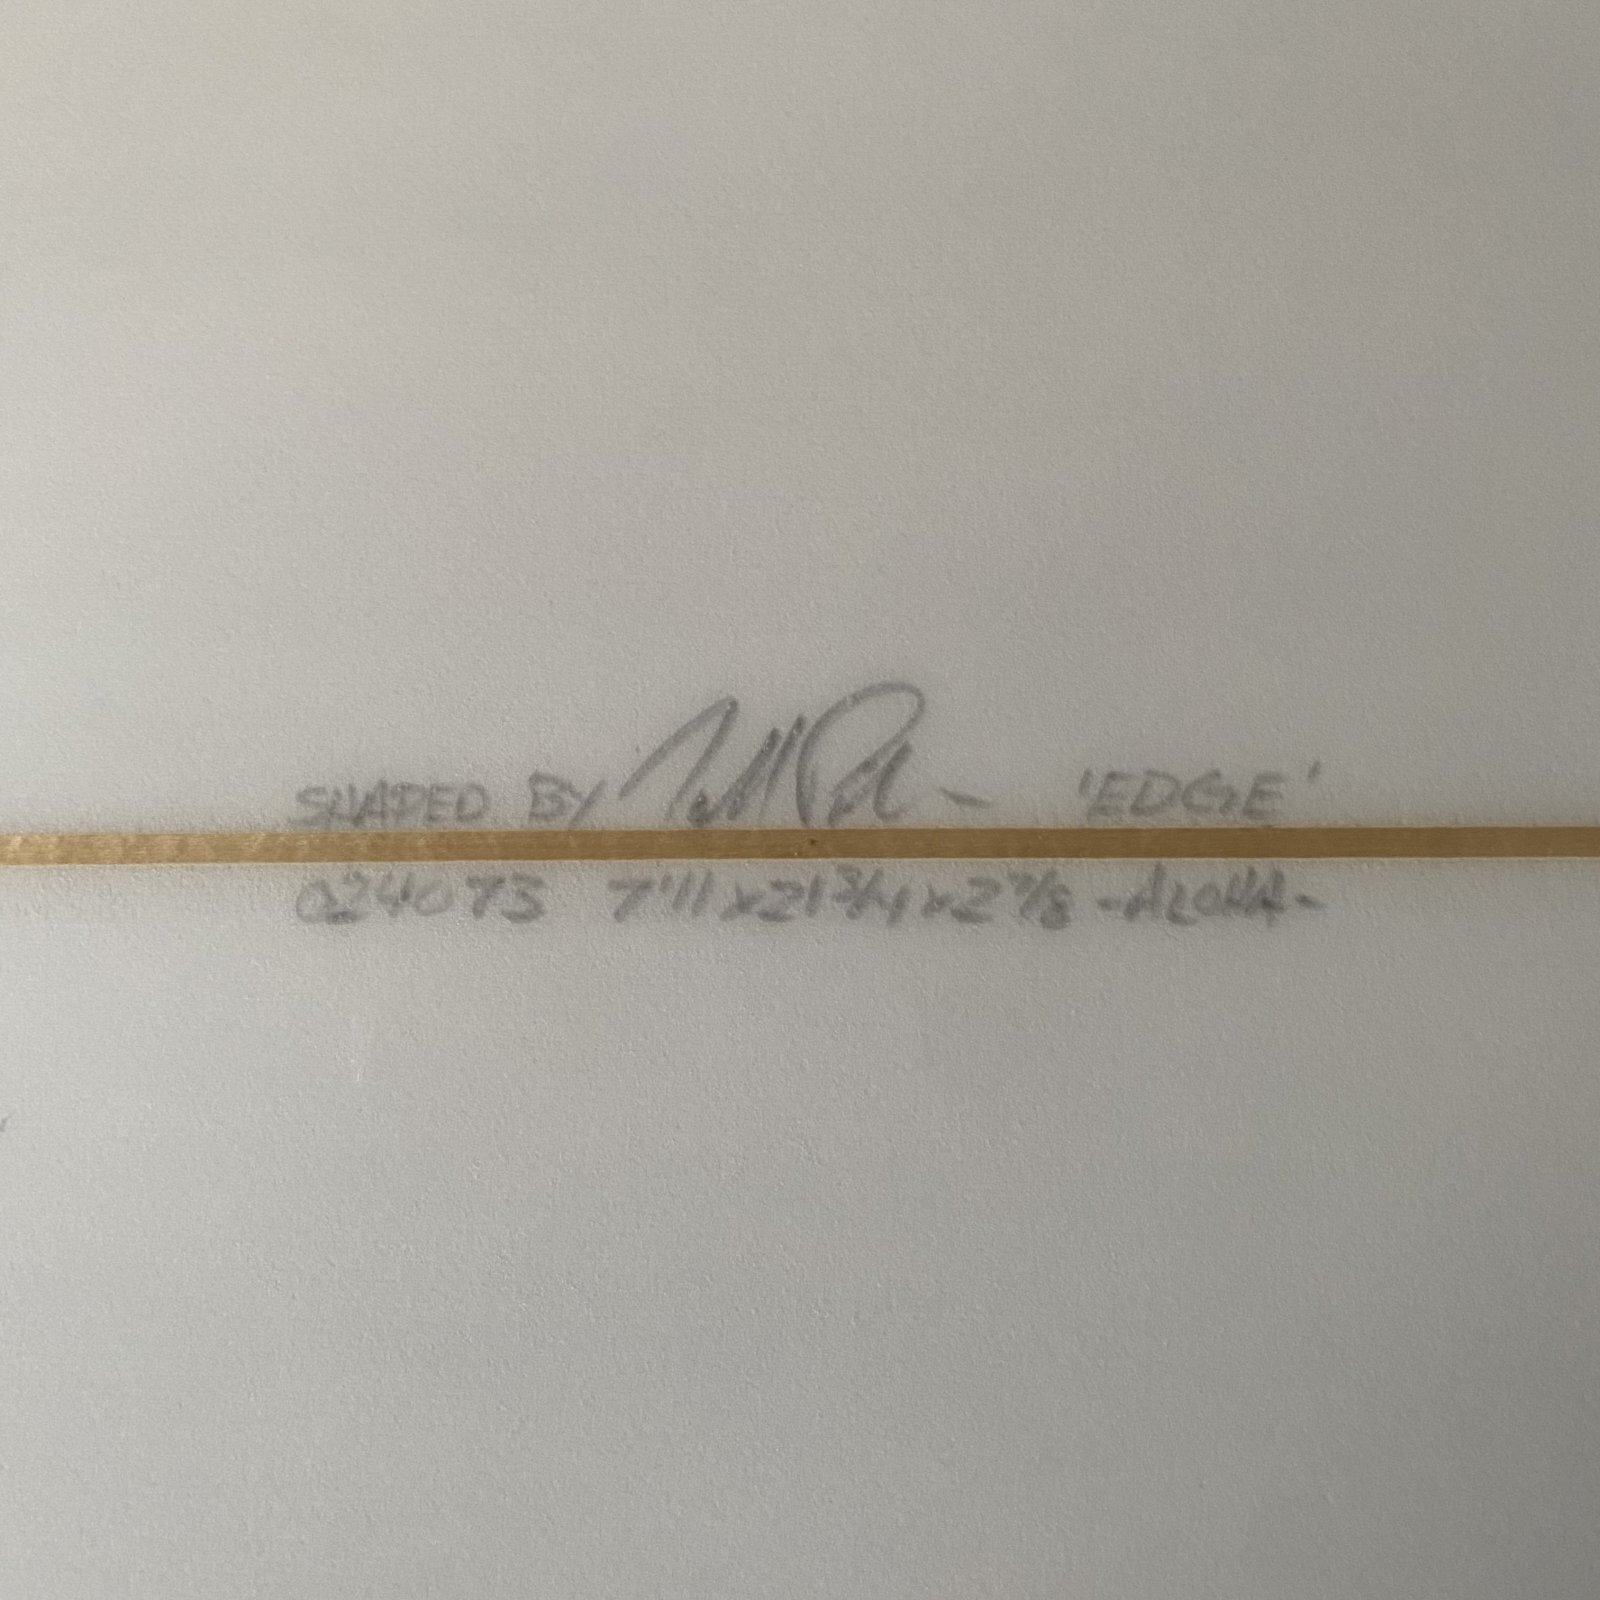 SHAPED BY - 'EDGE'
024073 7'11 x 21 3/4 x 2 7/8 -ALOHA-